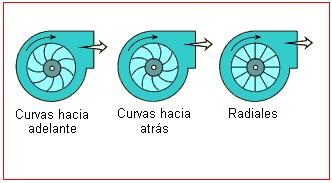 Curvas hacia
adelante
Curvas hacia
atrás
Radiales